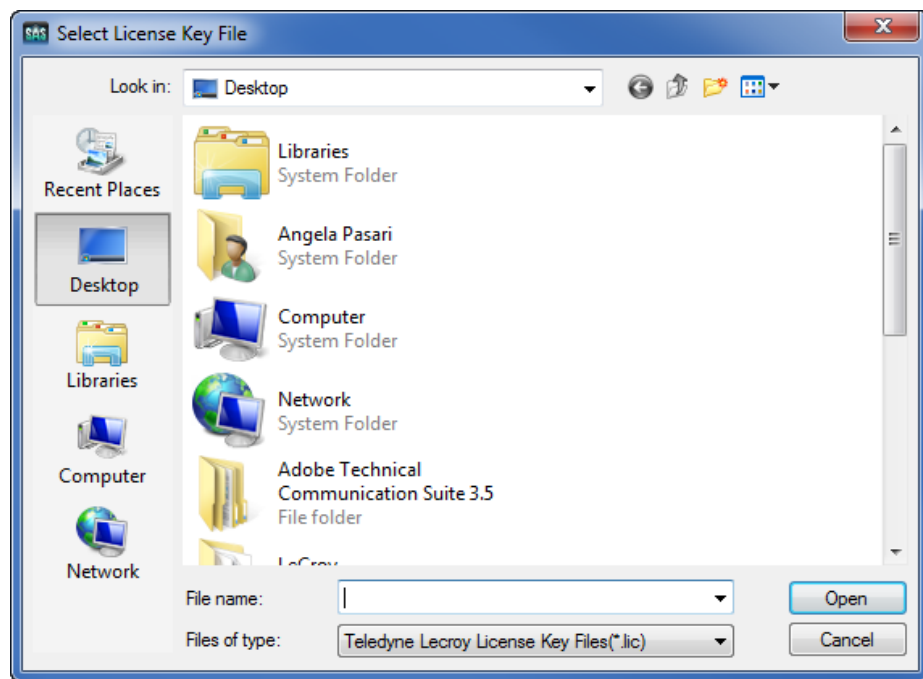 SAS Select License Key File
Look in: Desktop
Recent Places
Desktop
Libraries
Computer
Network
Libraries
System Folder
Angela Pasari
System Folder
Computer
System Folder
Network
System Folder
Adobe Technical
Communication Suite 3.5
File folder
LeCroy
File name:
Open
Files of type: Teledyne Lecroy License Key Files(*.lic)
Cancel